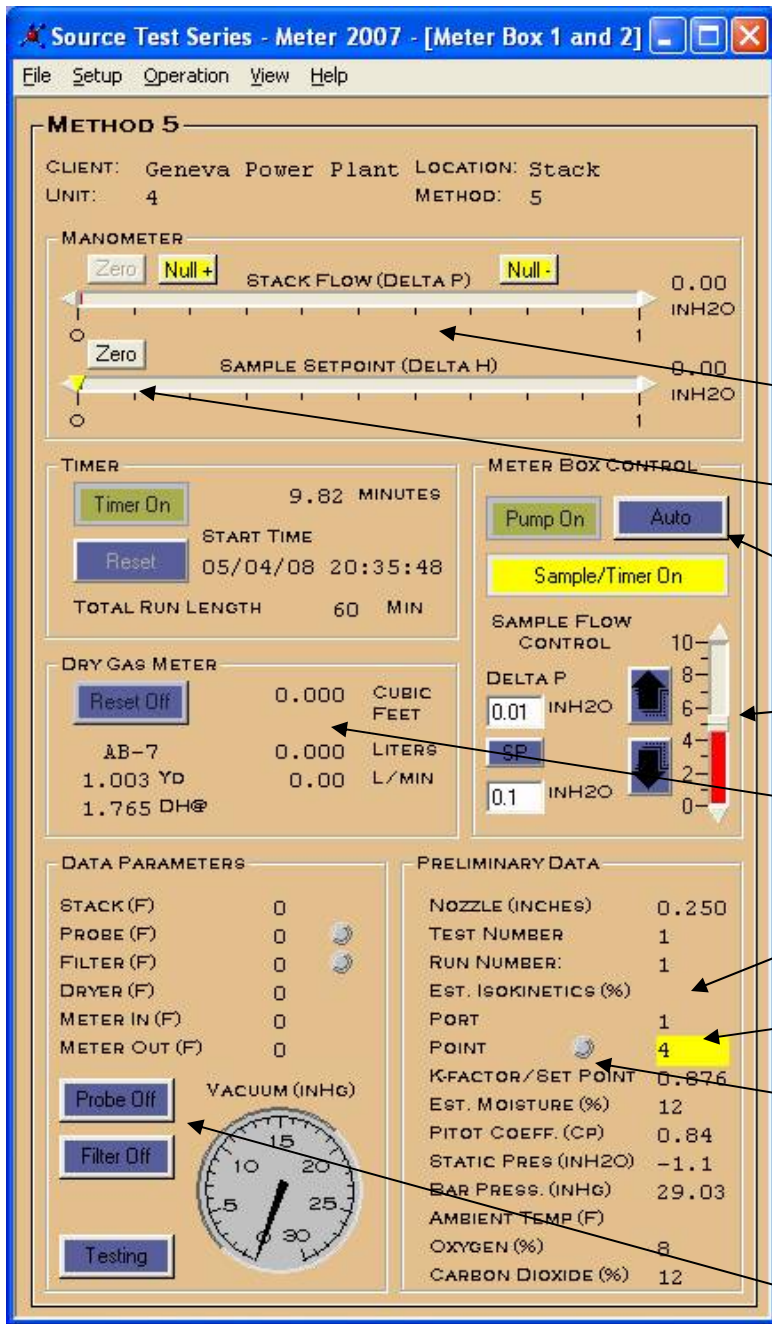 Source Test Series - Meter 2007 - [Meter Box 1 and 2]
File Setup Operation View Help
METHOD 5
CLIENT: Geneva Power Plant LOCATION: Stack
UNIT: 4 METHOD: 5
MANOMETER
Zero Null + STACK FLOW (DELTA P) Null - 0.00
INH2O
0 1
Zero SAMPLE SETPOINT (DELTA H) 0.00
INH2O
0 1
TIMER
Timer On 9.82 MINUTES
START TIME
Reset 05/04/08 20:35:48
TOTAL RUN LENGTH 60 MIN
METER BOX CONTROL
Pump On Auto
Sample/Timer On
SAMPLE FLOW
CONTROL
DELTA P
0.01 INH2O
SP
0.1 INH2O
10
8
6
4
2
0
DRY GAS METER
Reset Off 0.000 CUBIC
FEET
AB-7 0.000 LITERS
1.003 YD 0.00 L/MIN
1.765 DH@
DATA PARAMETERS
STACK (F) 0
PROBE (F) 0
FILTER (F) 0
DRYER (F) 0
METER IN (F) 0
METER OUT (F) 0
Probe Off VACUUM (INHG)
Filter Off
Testing
0 5 10 15 20 25 30
PRELIMINARY DATA
NOZZLE (INCHES) 0.250
TEST NUMBER 1
RUN NUMBER: 1
EST. ISOKINETICS (%)
PORT 1
POINT 4
K-FACTOR/SET POINT 0.876
EST. MOISTURE (%) 12
PITOT COEFF. (CP) 0.84
STATIC PRES (INH2O) -1.1
BAR PRESS. (INHG) 29.03
AMBIENT TEMP (F)
OXYGEN (%) 8
CARBON DIOXIDE (%) 12